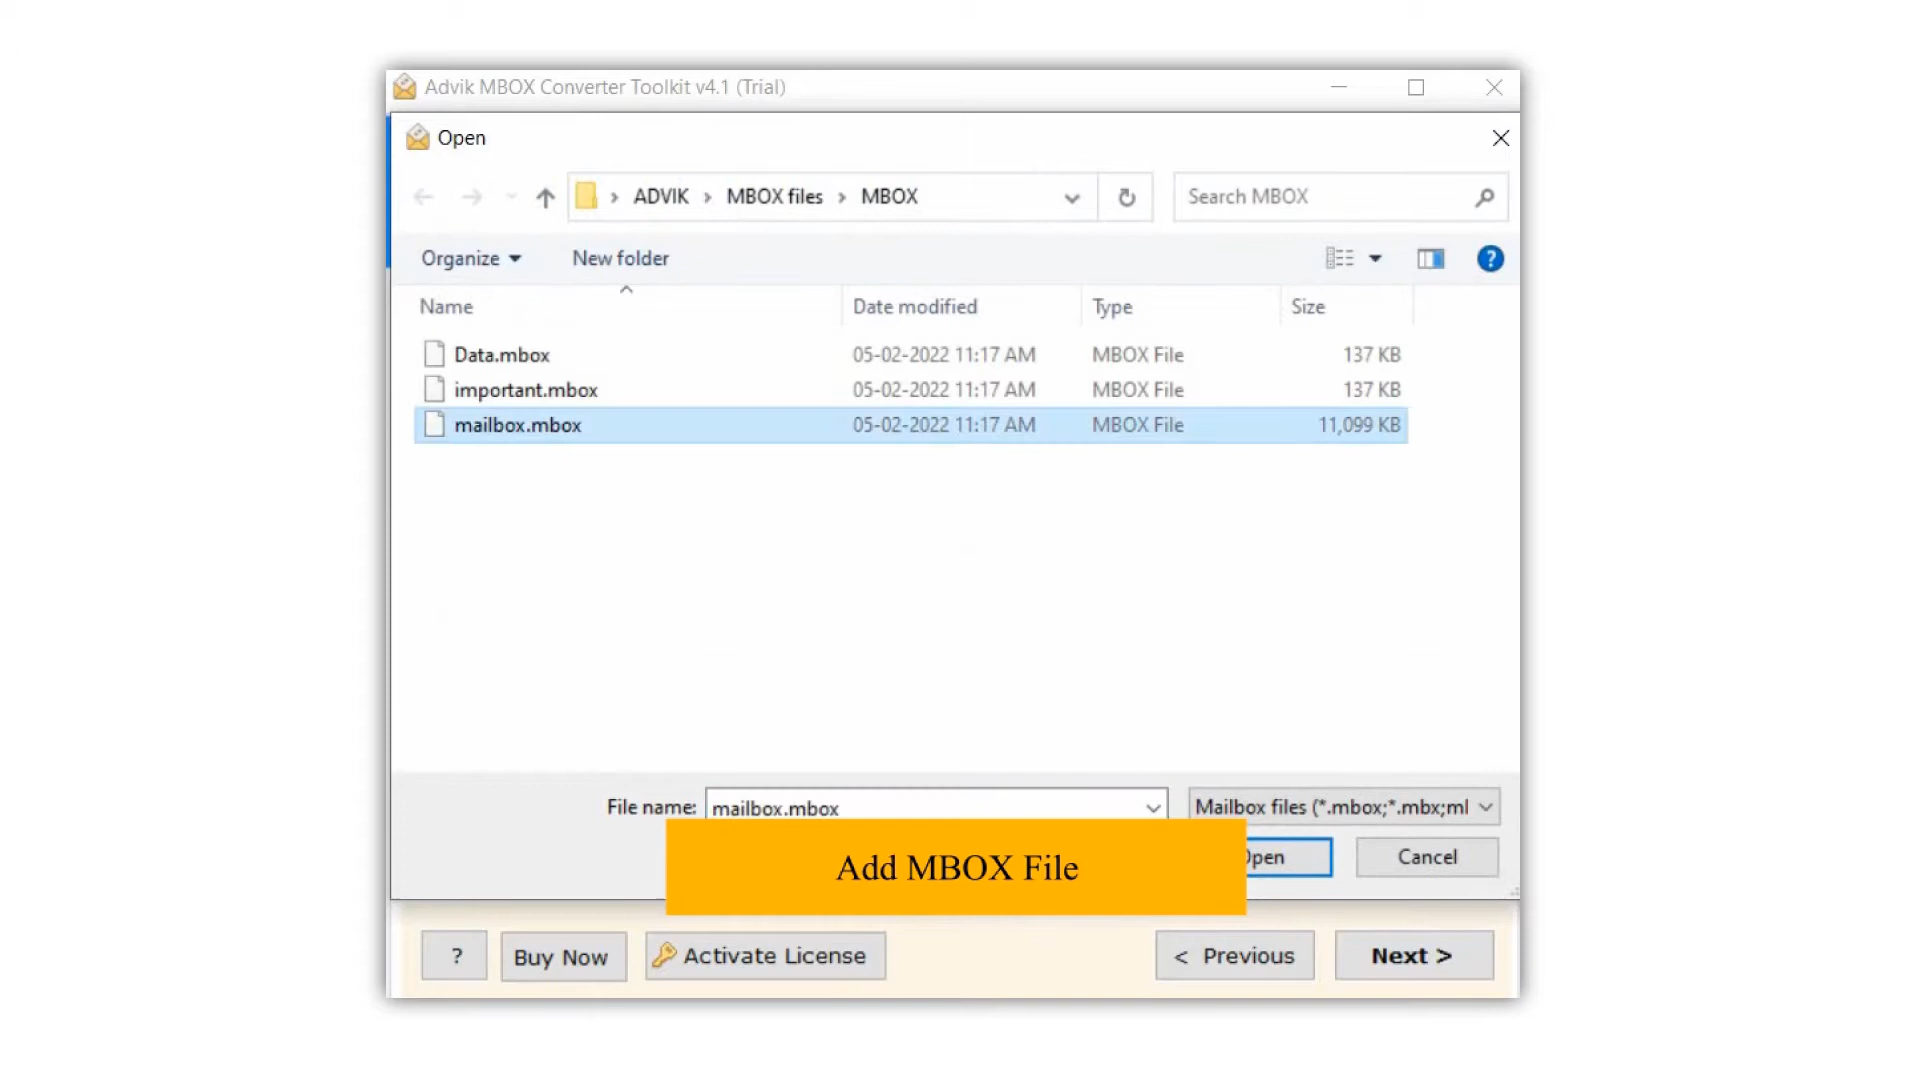 Advik MBOX Converter Toolkit v4.1 (Trial)
Open
ADVIK > MBOX files > MBOX
Search MBOX
Organize
New folder
?
Name Date modified Type Size
Data.mbox 05-02-2022 11:17 AM MBOX File 137 KB
important.mbox 05-02-2022 11:17 AM MBOX File 137 KB
mailbox.mbox 05-02-2022 11:17 AM MBOX File 11,099 KB
File name: mailbox.mbox Mailbox files (*.mbox;*.mbx;ml
Add MBOX File
Cancel
? Buy Now Activate License < Previous Next >